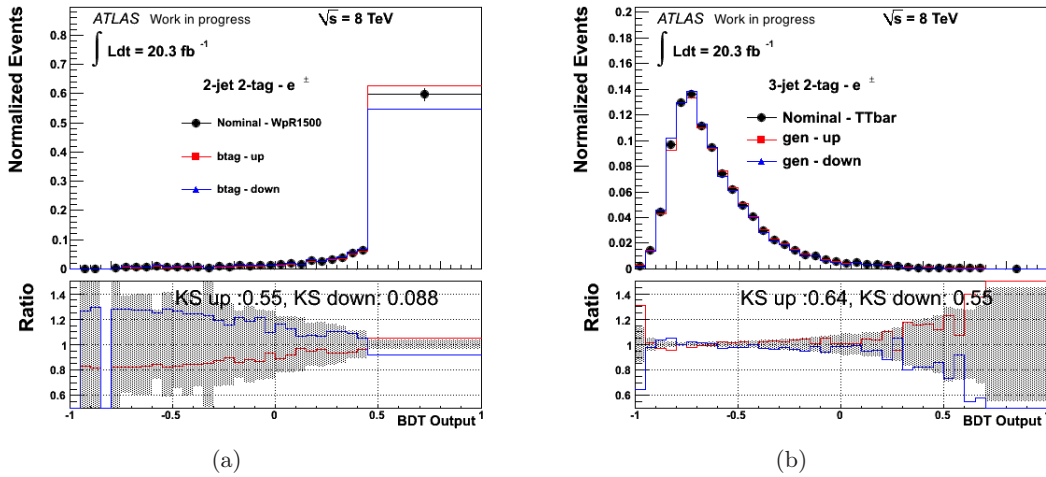 ATLAS Work in progress √s = 8 TeV
∫ Ldt = 20.3 fb -1
2-jet 2-tag - e ±
Nominal - WpR1500
btag - up
btag - down
Normalized Events
0.8
0.7
0.6
0.5
0.4
0.3
0.2
0.1
0
KS up :0.55, KS down: 0.088
Ratio
1.4
1.2
1
0.8
0.6
-1 -0.5 0 0.5 1
BDT Output
(a)
ATLAS Work in progress √s = 8 TeV
∫ Ldt = 20.3 fb -1
3-jet 2-tag - e ±
Nominal - TTbar
gen - up
gen - down
Normalized Events
0.2
0.18
0.16
0.14
0.12
0.1
0.08
0.06
0.04
0.02
0
KS up :0.64, KS down: 0.55
Ratio
1.4
1.2
1
0.8
0.6
-1 -0.5 0 0.5 1
BDT Output
(b)